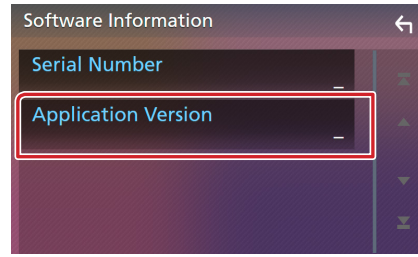 Software Information
Serial Number
–
Application Version
–